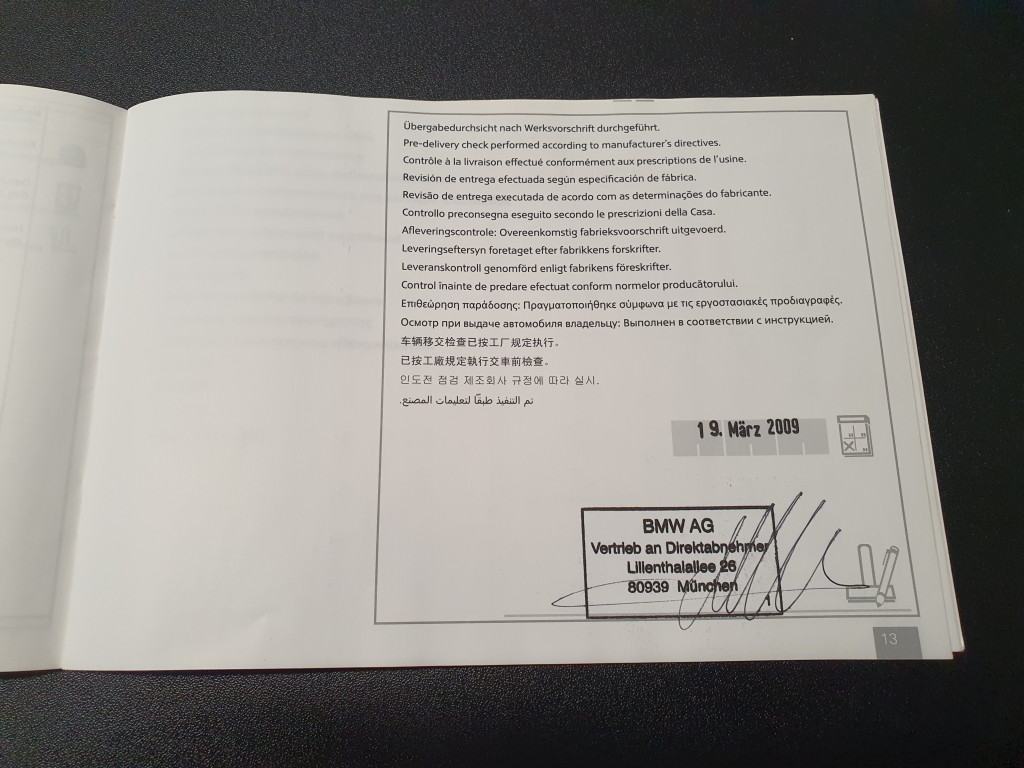 Übergabedurchsicht nach Werksvorschrift durchgeführt.
Pre-delivery check performed according to manufacturer's directives.
Contrôle à la livraison effectué conformément aux prescriptions de l'usine.
Revisión de entrega efectuada según especificación de fábrica.
Revisão de entrega executada de acordo com as determinações do fabricante.
Controllo preconsegna eseguito secondo le prescrizioni della Casa.
Afleveringscontrole: Overeenkomstig fabrieksvoorschrift uitgevoerd.
Leveringseftersyn foretaget efter fabrikkens forskrifter.
Leveranskontroll genomförd enligt fabrikens föreskrifter.
Control înainte de predare efectuat conform normelor producătorului.
Επιθεώρηση παράδοσης: Πραγματοποιήθηκε σύμφωνα με τις εργοστασιακές προδιαγραφές.
Осмотр при выдаче автомобиля владельцу: Выполнен в соответствии с инструкцией.
车辆移交检查已按工厂规定执行。
已按工廠規定執行交車前檢查。
인도전 점검 제조회사 규정에 따라 실시.
تم التنفيذ طبقًا لتعليمات المصنع.
19. März 2009
BMW AG
Vertrieb an Direktabnehmer
Lilienthalallee 26
80939 München
13